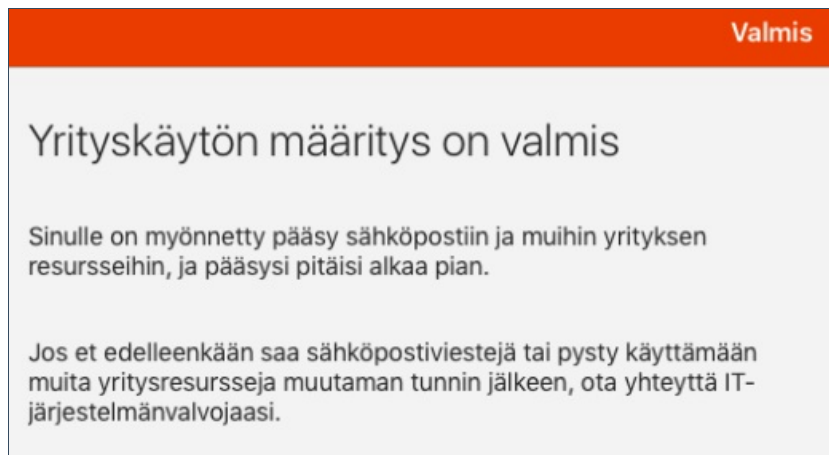 Valmis
Yrityskäytön määritys on valmis
Sinulle on myönnetty pääsy sähköpostiin ja muihin yrityksen
resursseihin, ja pääsysi pitäisi alkaa pian.
Jos et edelleenkään saa sähköpostiviestejä tai pysty käyttämään
muita yritysresursseja muutaman tunnin jälkeen, ota yhteyttä IT-
järjestelmänvalvojaasi.